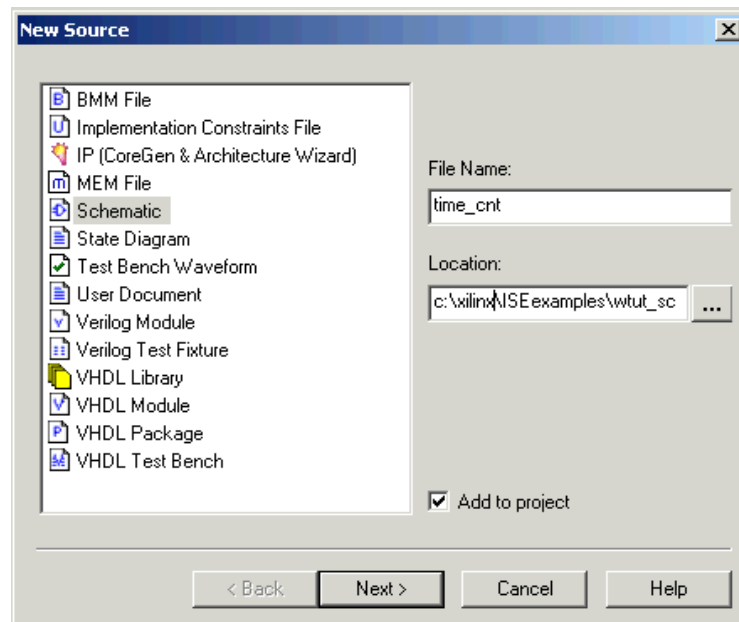 New Source
BMM File
Implementation Constraints File
IP (CoreGen & Architecture Wizard)
MEM File
Schematic
State Diagram
Test Bench Waveform
User Document
Verilog Module
Verilog Test Fixture
VHDL Library
VHDL Module
VHDL Package
VHDL Test Bench
File Name:
time_cnt
Location:
c:\xilinx\ISEexamples\wtut_sc
...
Add to project
< Back
Next >
Cancel
Help